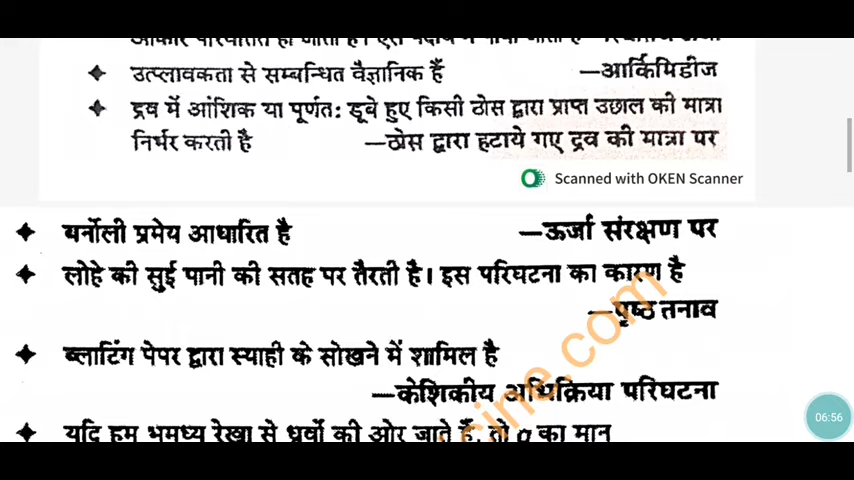 ✦ उत्प्लावकता से सम्बन्धित वैज्ञानिक हैं —आर्किमिडीज
✦ द्रव में आंशिक या पूर्णत: डूबे हुए किसी ठोस द्वारा प्राप्त उछाल की मात्रा
निर्भर करती है —ठोस द्वारा हटाये गए द्रव की मात्रा पर
Scanned with OKEN Scanner
✦ बर्नोली प्रमेय आधारित है —ऊर्जा संरक्षण पर
✦ लोहे की सुई पानी की सतह पर तैरती है। इस परिघटना का कारण है
—पृष्ठ तनाव
✦ ब्लाटिंग पेपर द्वारा स्याही के सोखने में शामिल है
—केशिकीय अभिक्रिया परिघटना
✦ यदि हम भूमध्य रेखा से ध्रुवों की ओर जाते हैं, तो g का मान
cine.com
06:56